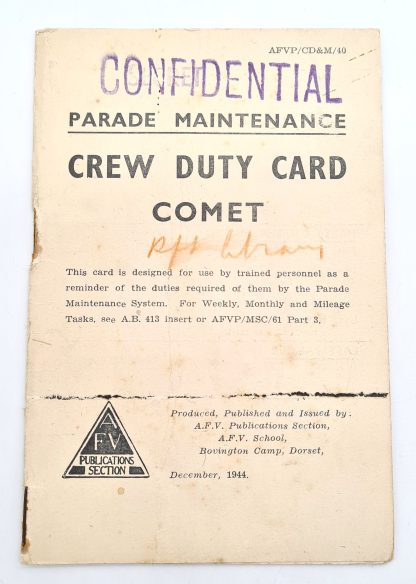 AFVP/CD&M/40
CONFIDENTIAL
PARADE MAINTENANCE
CREW DUTY CARD
COMET
This card is designed for use by trained personnel as a
reminder of the duties required of them by the Parade
Maintenance System. For Weekly, Monthly and Mileage
Tasks, see A.B. 413 insert or AFVP/MSC/61 Part 3.
A
F.V
PUBLICATIONS
SECTION
Produced, Published and Issued by:
A.F.V. Publications Section,
A.F.V. School,
Bovington Camp, Dorset,
December, 1944.